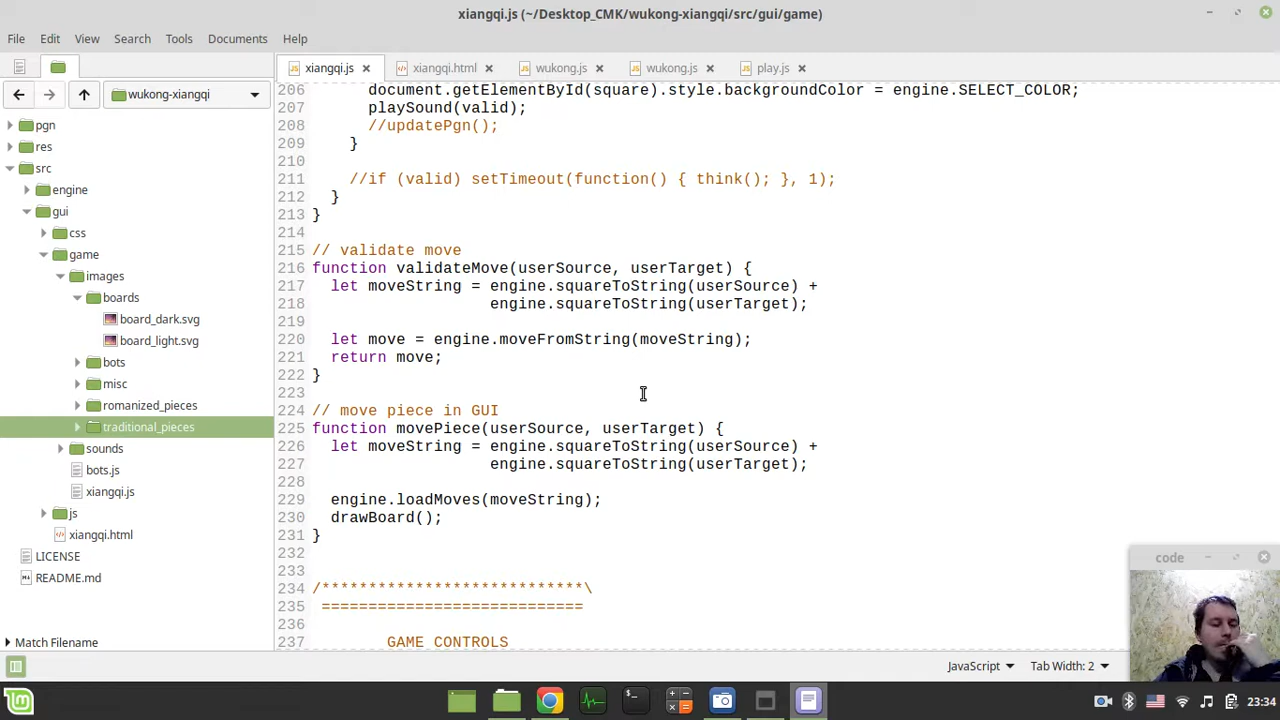 xiangqi.js (~/Desktop_CMK/wukong-xiangqi/src/gui/game)
File Edit View Search Tools Documents Help
xiangqi.js xiangqi.html wukong.js wukong.js play.js
wukong-xiangqi
pgn
res
src
engine
gui
css
game
images
boards
board_dark.svg
board_light.svg
bots
misc
romanized_pieces
traditional_pieces
sounds
bots.js
xiangqi.js
js
xiangqi.html
LICENSE
README.md
Match Filename
206 document.getElementById(square).style.backgroundColor = engine.SELECT_COLOR;
207 playSound(valid);
208 //updatePgn();
209 }
210
211 //if (valid) setTimeout(function() { think(); }, 1);
212 }
213 }
214
215 // validate move
216 function validateMove(userSource, userTarget) {
217 let moveString = engine.squareToString(userSource) +
218 engine.squareToString(userTarget);
219
220 let move = engine.moveFromString(moveString);
221 return move;
222 }
223
224 // move piece in GUI
225 function movePiece(userSource, userTarget) {
226 let moveString = engine.squareToString(userSource) +
227 engine.squareToString(userTarget);
228
229 engine.loadMoves(moveString);
230 drawBoard();
231 }
232
233
234 /****************************\
235 ============================
236
237 GAME CONTROLS
code
JavaScript Tab Width: 2
23:34